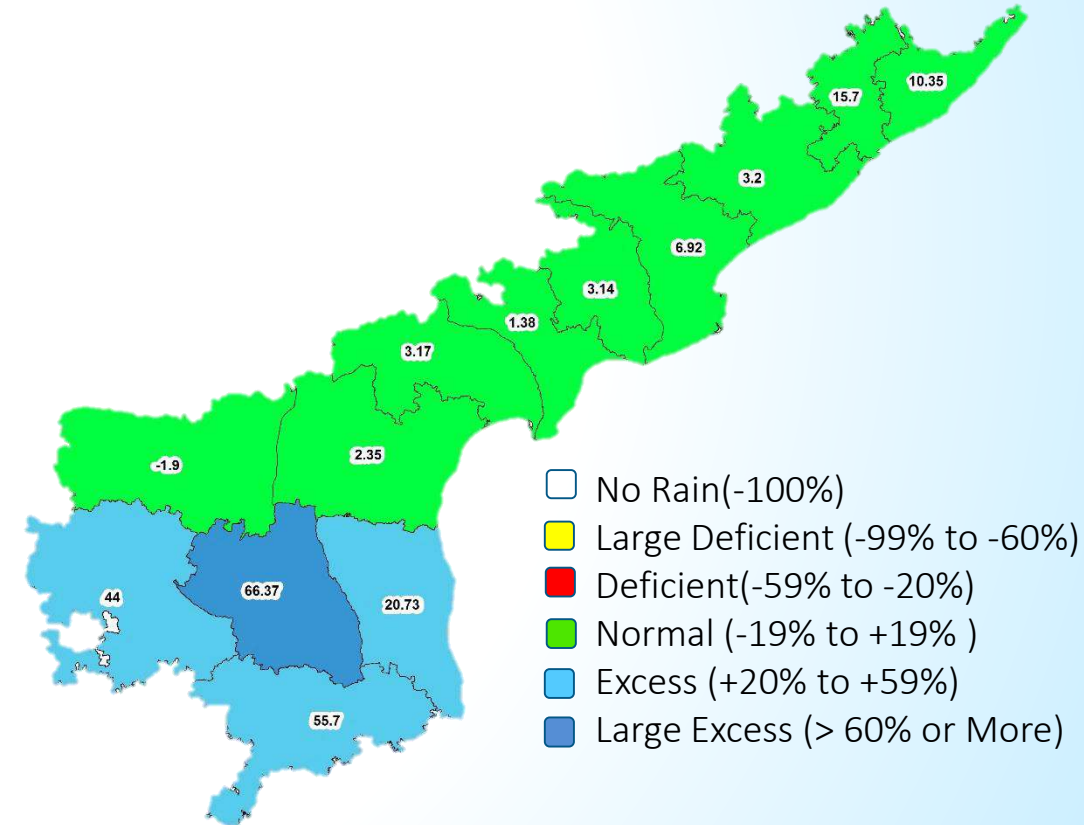 10.35
15.7
3.2
6.92
3.14
1.38
3.17
2.35
-1.9
66.37
44
20.73
55.7
No Rain(-100%)
Large Deficient (-99% to -60%)
Deficient(-59% to -20%)
Normal (-19% to +19% )
Excess (+20% to +59%)
Large Excess (> 60% or More)